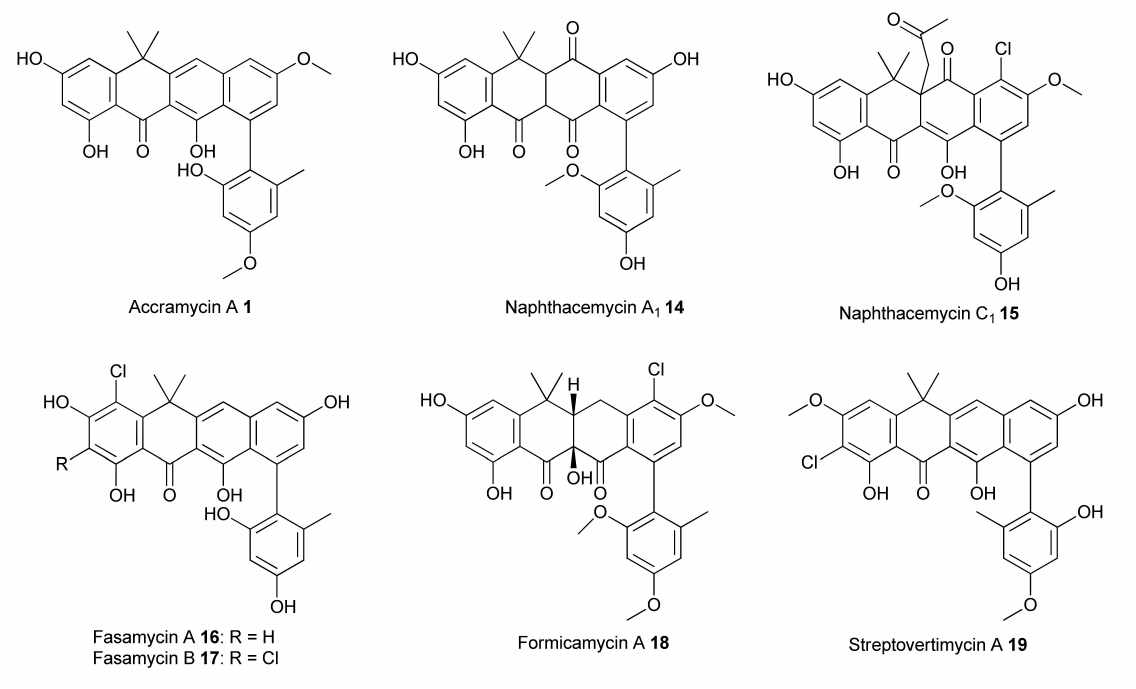 HO
O
OH
O
OH
HO
O
Accramycin A 1
O
HO
OH
OH
O
O
O
OH
Naphthacemycin A₁ 14
O
O
Cl
HO
O
OH
O
OH
O
OH
Naphthacemycin C₁ 15
Cl
HO
OH
R
OH
O
OH
HO
OH
Fasamycin A 16: R = H
Fasamycin B 17: R = Cl
Cl
H
HO
O
OH
OH
O
O
O
O
Formicamycin A 18
O
OH
Cl
OH
O
OH
OH
O
Streptovertimycin A 19